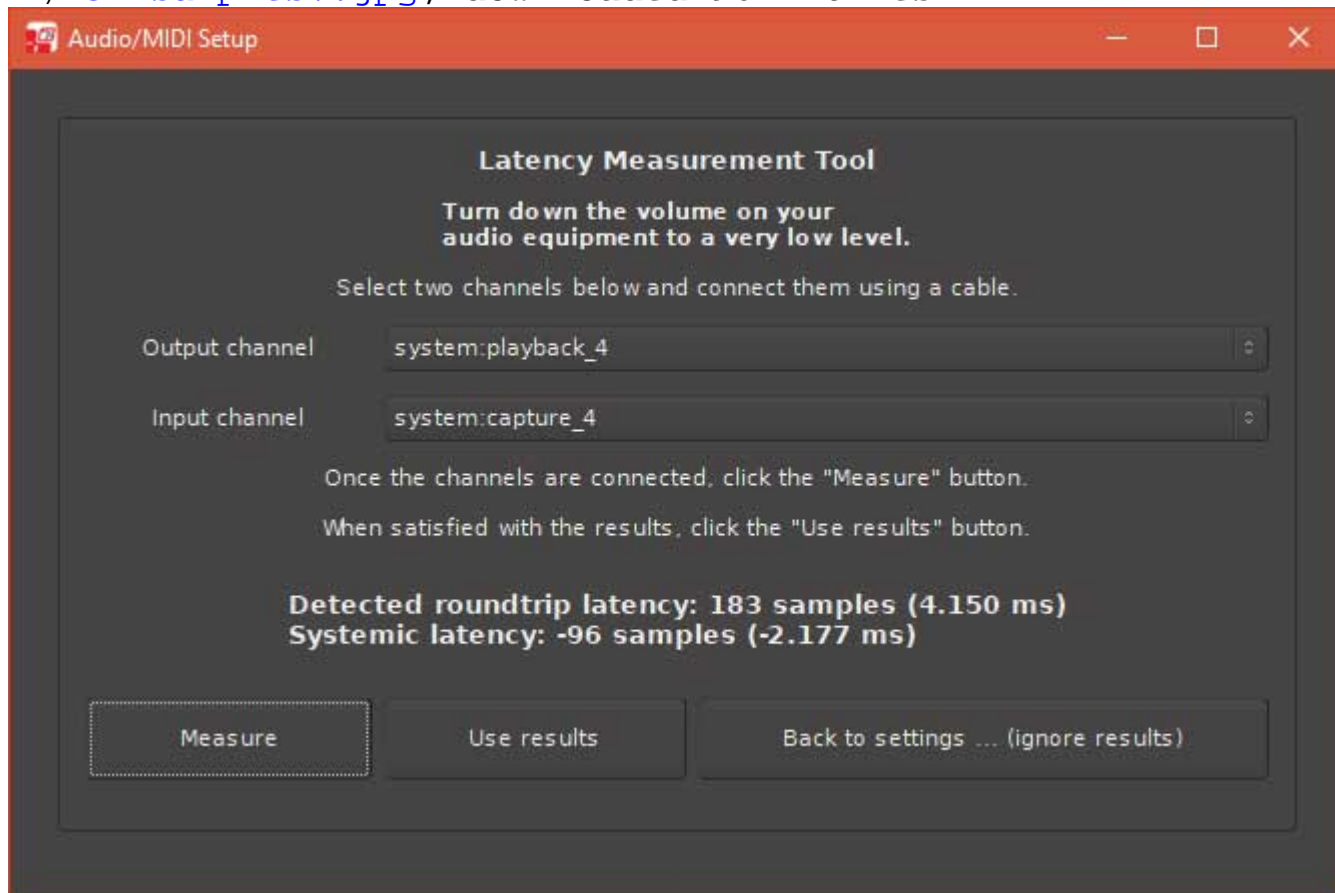 Audio/MIDI Setup
Latency Measurement Tool
Turn down the volume on your
audio equipment to a very low level.
Select two channels below and connect them using a cable.
Output channel system:playback_4
Input channel system:capture_4
Once the channels are connected, click the "Measure" button.
When satisfied with the results, click the "Use results" button.
Detected roundtrip latency: 183 samples (4.150 ms)
Systemic latency: -96 samples (-2.177 ms)
Measure Use results Back to settings ... (ignore results)